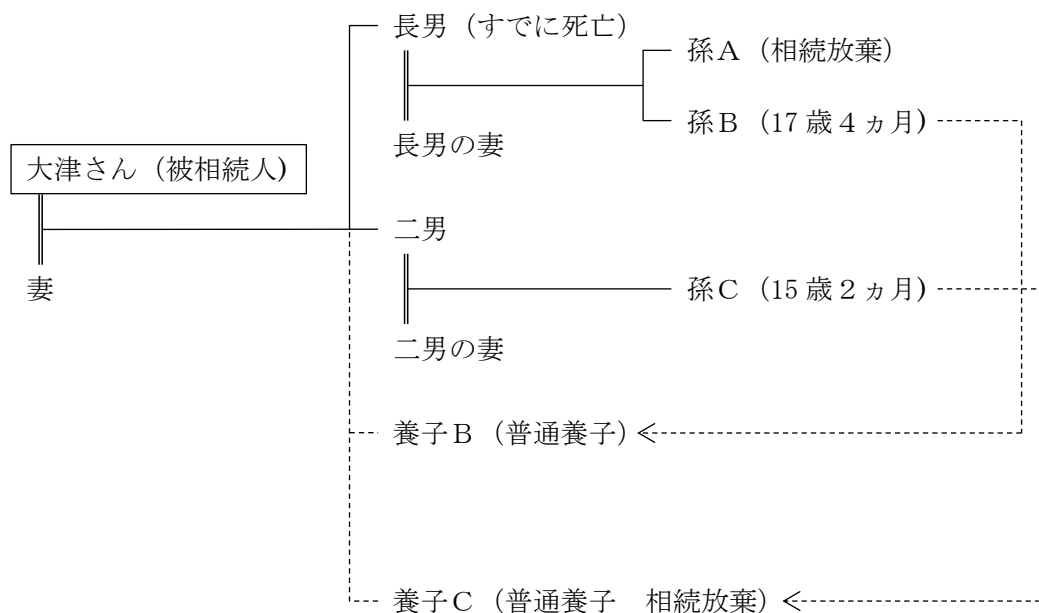 長男（すでに死亡）
孫Ａ（相続放棄）
孫Ｂ（17歳４ヵ月）
長男の妻
大津さん（被相続人）
二男
妻
孫Ｃ（15歳２ヵ月）
二男の妻
養子Ｂ（普通養子）
養子Ｃ（普通養子　相続放棄）